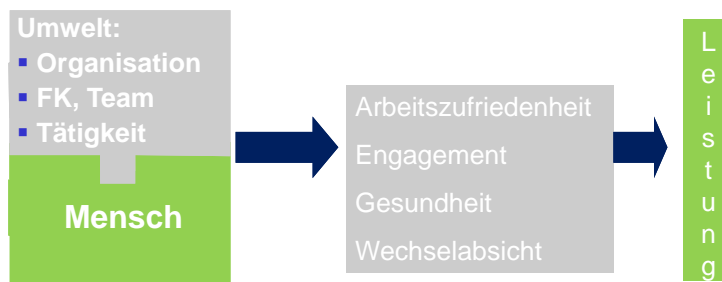 Umwelt:
▪ Organisation
▪ FK, Team
▪ Tätigkeit
Mensch
Arbeitszufriedenheit
Engagement
Gesundheit
Wechselabsicht
L
e
i
s
t
u
n
g